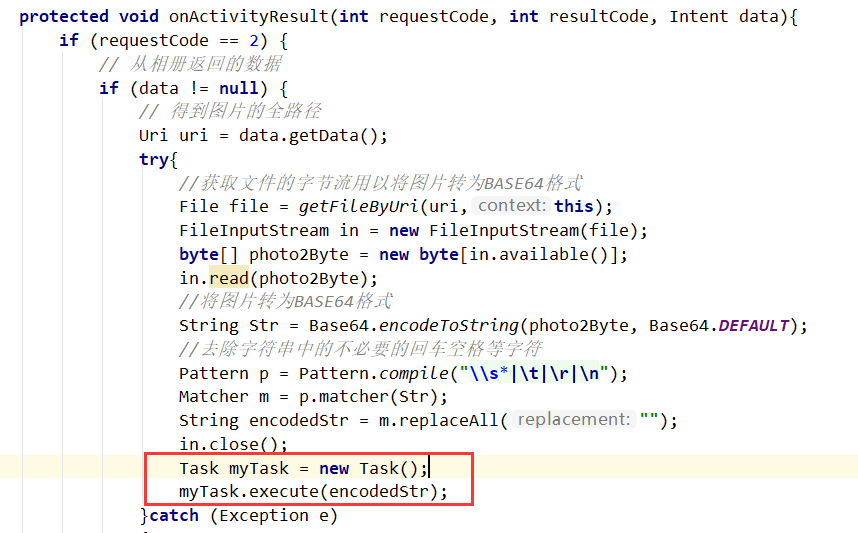 protected void onActivityResult(int requestCode, int resultCode, Intent data){
if (requestCode == 2) {
// 从相册返回的数据
if (data != null) {
// 得到图片的全路径
Uri uri = data.getData();
try{
//获取文件的字节流用以将图片转为BASE64格式
File file = getFileByUri(uri, context: this);
FileInputStream in = new FileInputStream(file);
byte[] photo2Byte = new byte[in.available()];
in.read(photo2Byte);
//将图片转为BASE64格式
String Str = Base64.encodeToString(photo2Byte, Base64.DEFAULT);
//去除字符串中的不必要的回车空格等字符
Pattern p = Pattern.compile("\\s*|\t|\r|\n");
Matcher m = p.matcher(Str);
String encodedStr = m.replaceAll( replacement: "");
in.close();
Task myTask = new Task();
myTask.execute(encodedStr);
}catch (Exception e)